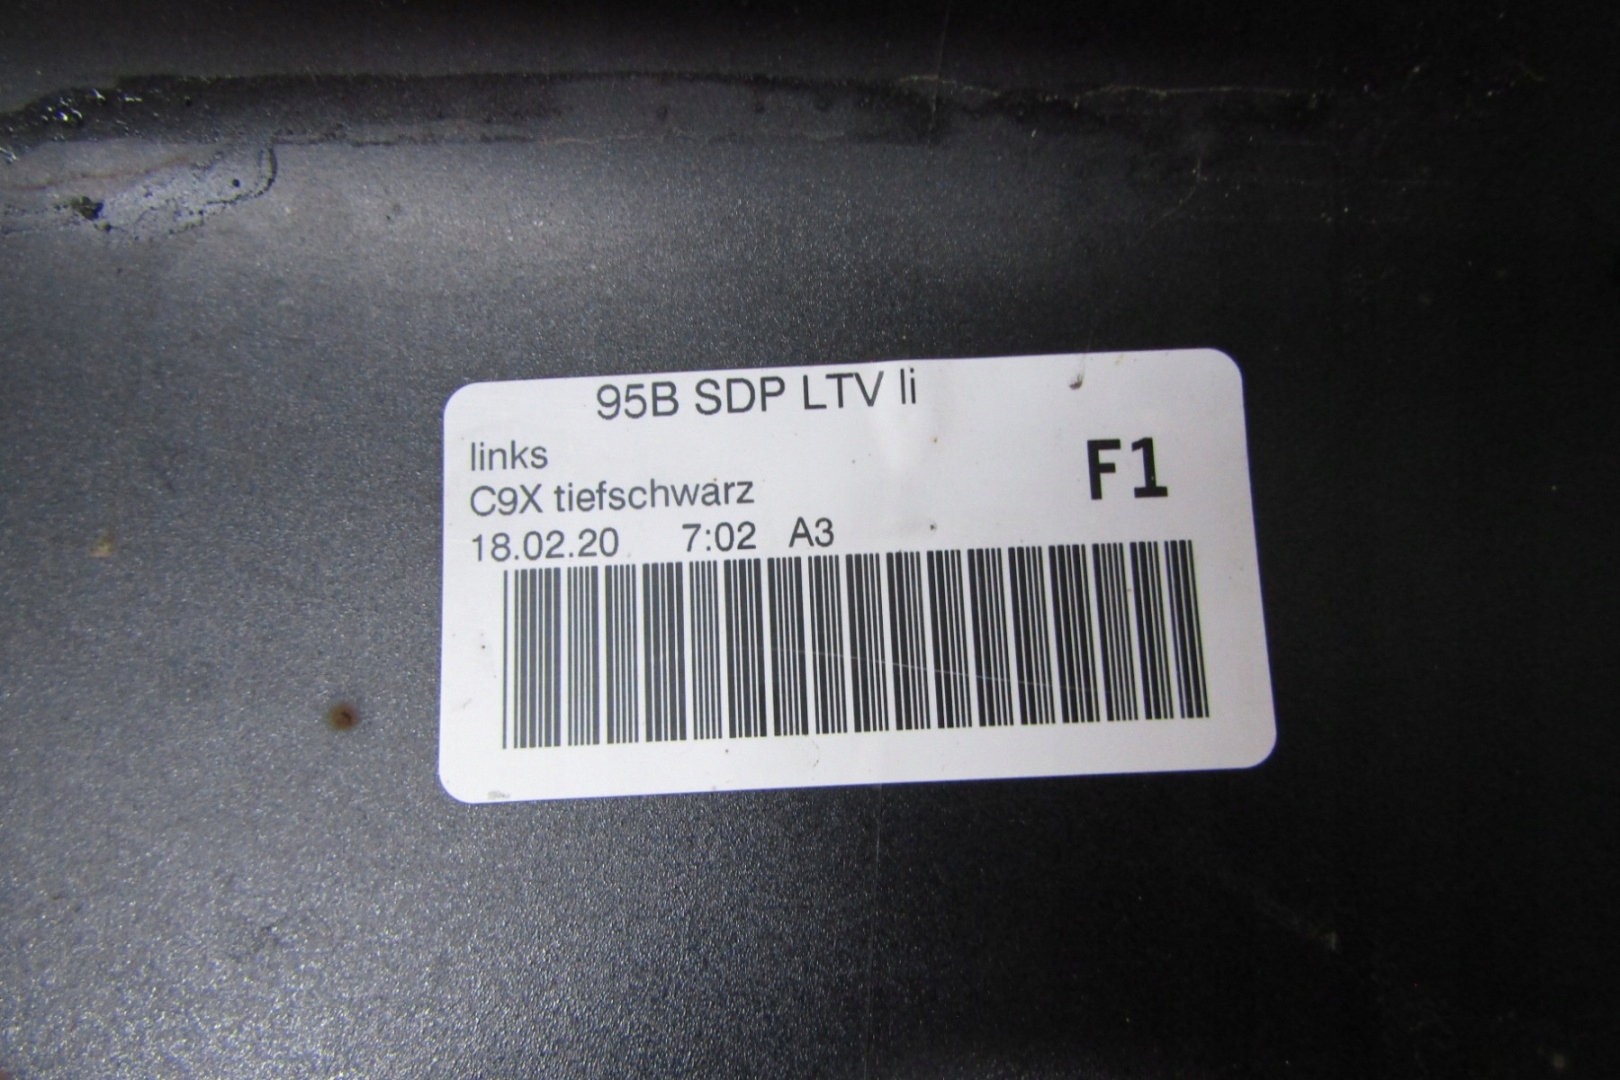 95B SDP LTV li
links
F1
C9X tiefschwarz
18.02.20 7:02 A3